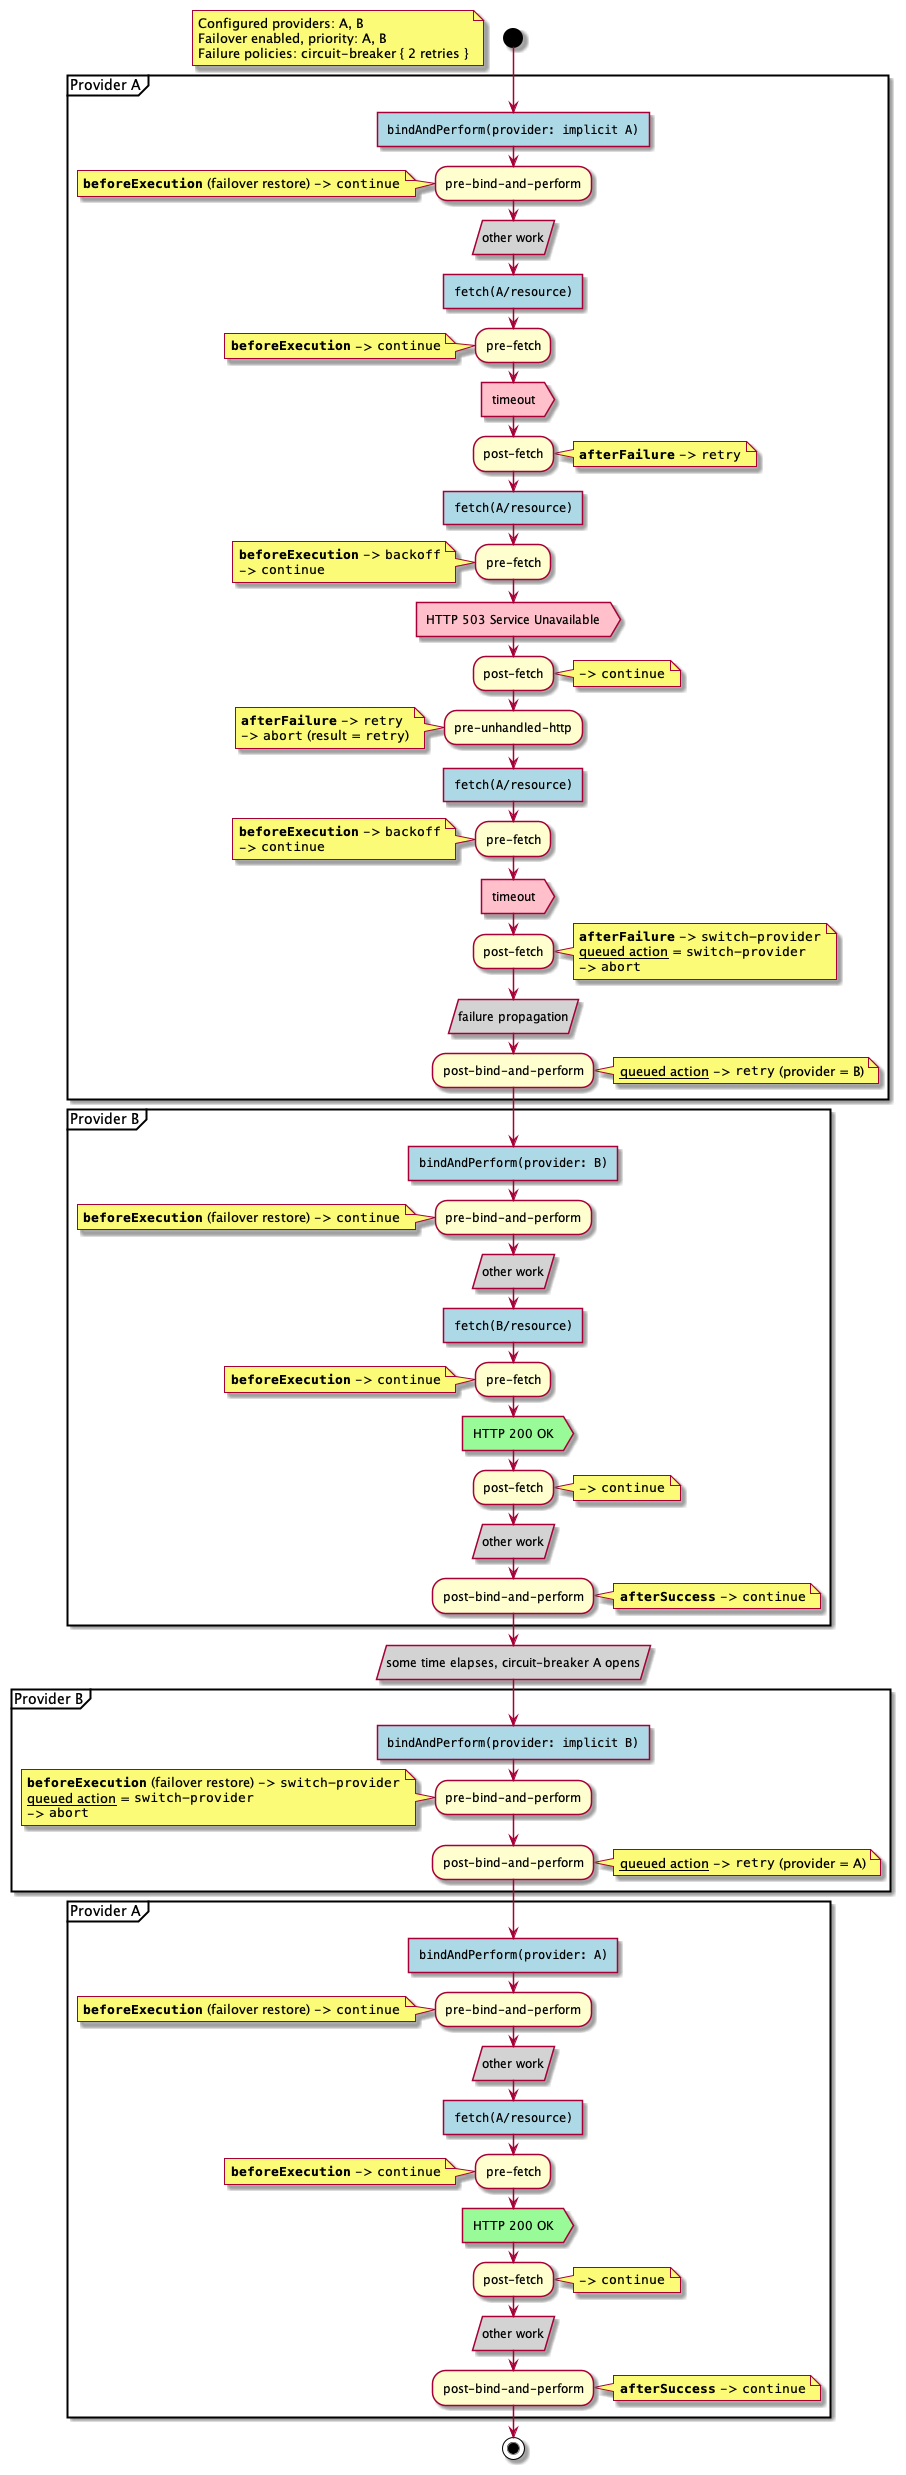 Configured providers: A, B
Failover enabled, priority: A, B
Failure policies: circuit-breaker { 2 retries }
Provider A
bindAndPerform(provider: implicit A)
beforeExecution (failover restore) -> continue
pre-bind-and-perform
other work
fetch(A/resource)
beforeExecution -> continue
pre-fetch
timeout
post-fetch
afterFailure -> retry
fetch(A/resource)
beforeExecution -> backoff
-> continue
pre-fetch
HTTP 503 Service Unavailable
post-fetch
-> continue
afterFailure -> retry
-> abort (result = retry)
pre-unhandled-http
fetch(A/resource)
beforeExecution -> backoff
-> continue
pre-fetch
timeout
post-fetch
afterFailure -> switch-provider
queued action = switch-provider
-> abort
failure propagation
post-bind-and-perform
queued action -> retry (provider = B)
Provider B
bindAndPerform(provider: B)
beforeExecution (failover restore) -> continue
pre-bind-and-perform
other work
fetch(B/resource)
beforeExecution -> continue
pre-fetch
HTTP 200 OK
post-fetch
-> continue
other work
post-bind-and-perform
afterSuccess -> continue
some time elapses, circuit-breaker A opens
Provider B
bindAndPerform(provider: implicit B)
beforeExecution (failover restore) -> switch-provider
queued action = switch-provider
-> abort
pre-bind-and-perform
post-bind-and-perform
queued action -> retry (provider = A)
Provider A
bindAndPerform(provider: A)
beforeExecution (failover restore) -> continue
pre-bind-and-perform
other work
fetch(A/resource)
beforeExecution -> continue
pre-fetch
HTTP 200 OK
post-fetch
-> continue
other work
post-bind-and-perform
afterSuccess -> continue